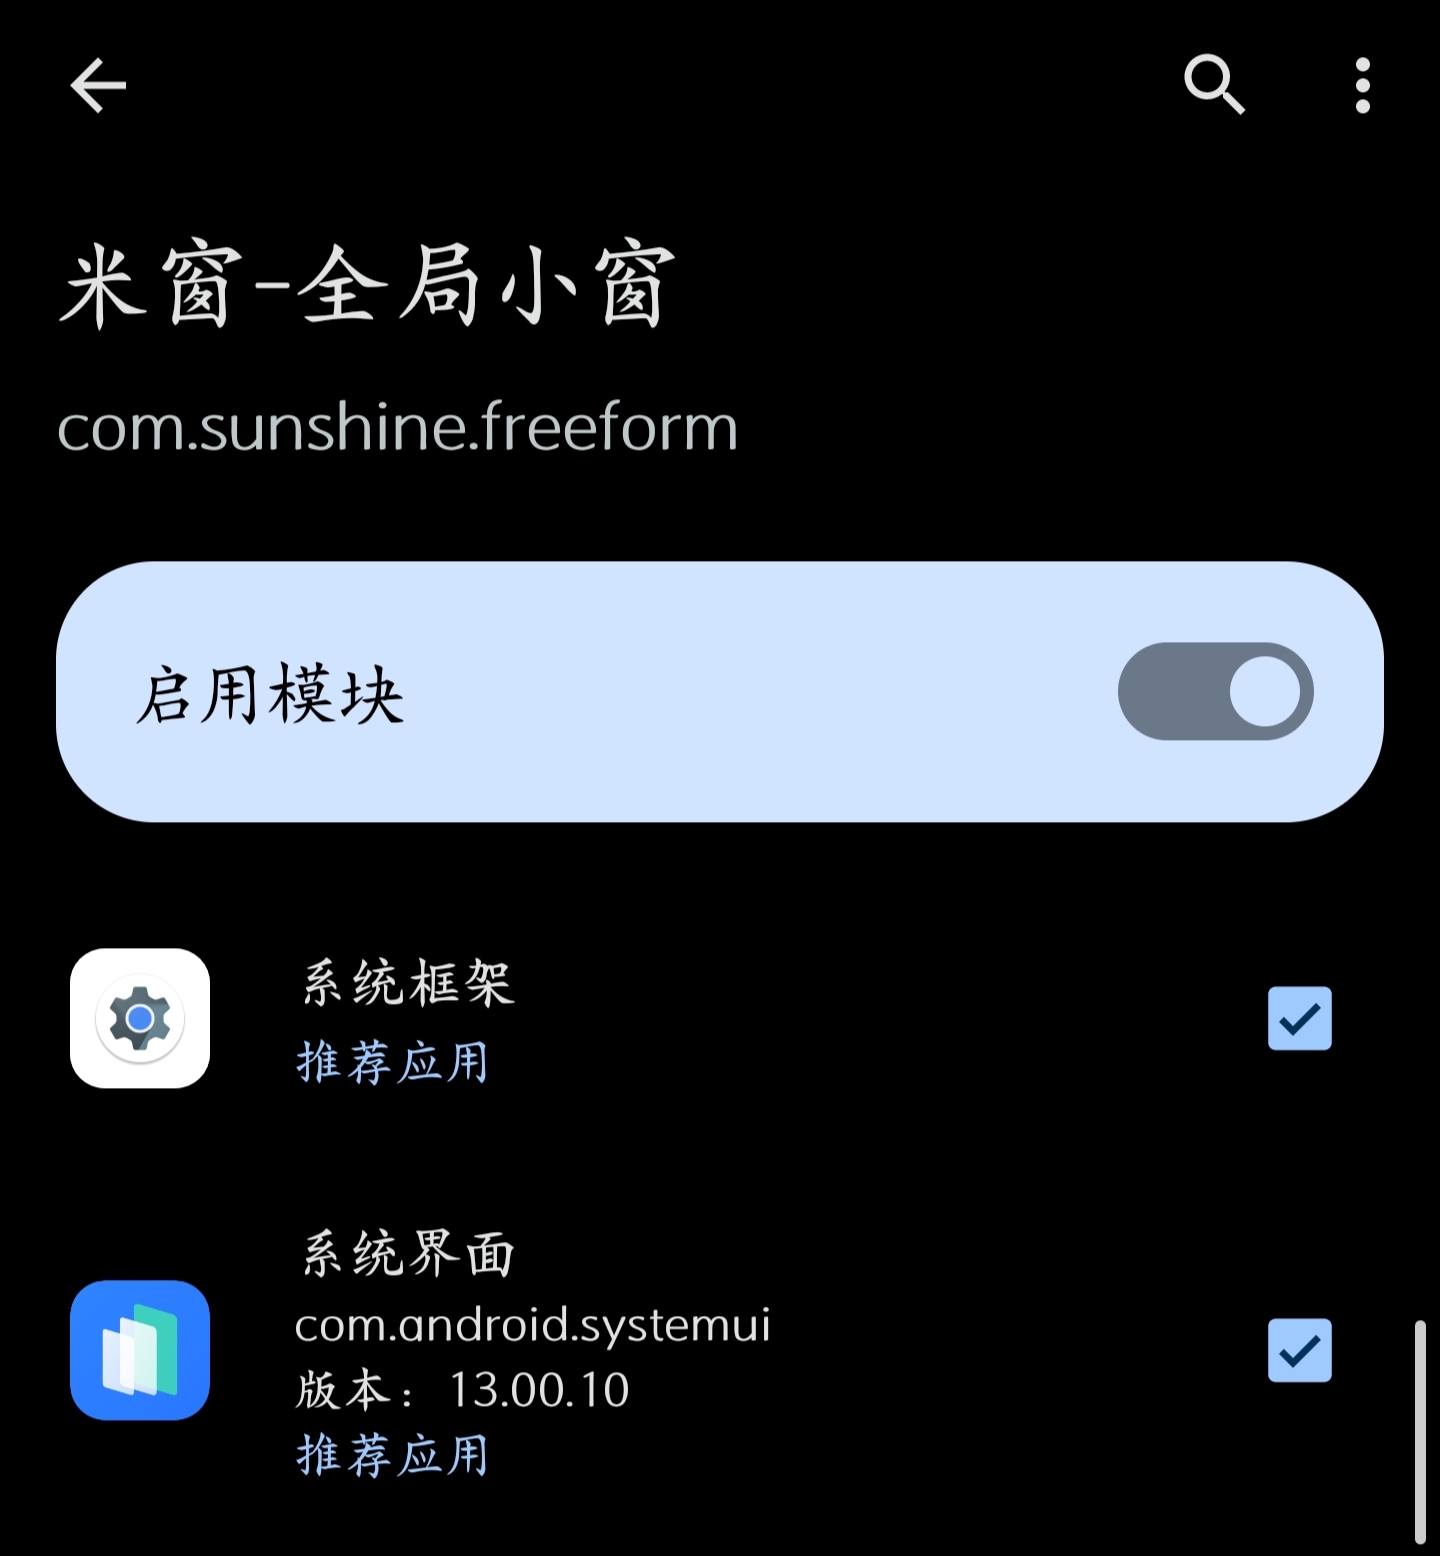 米窗-全局小窗
com.sunshine.freeform
启用模块
系统框架
推荐应用
系统界面
com.android.systemui
版本：13.00.10
推荐应用